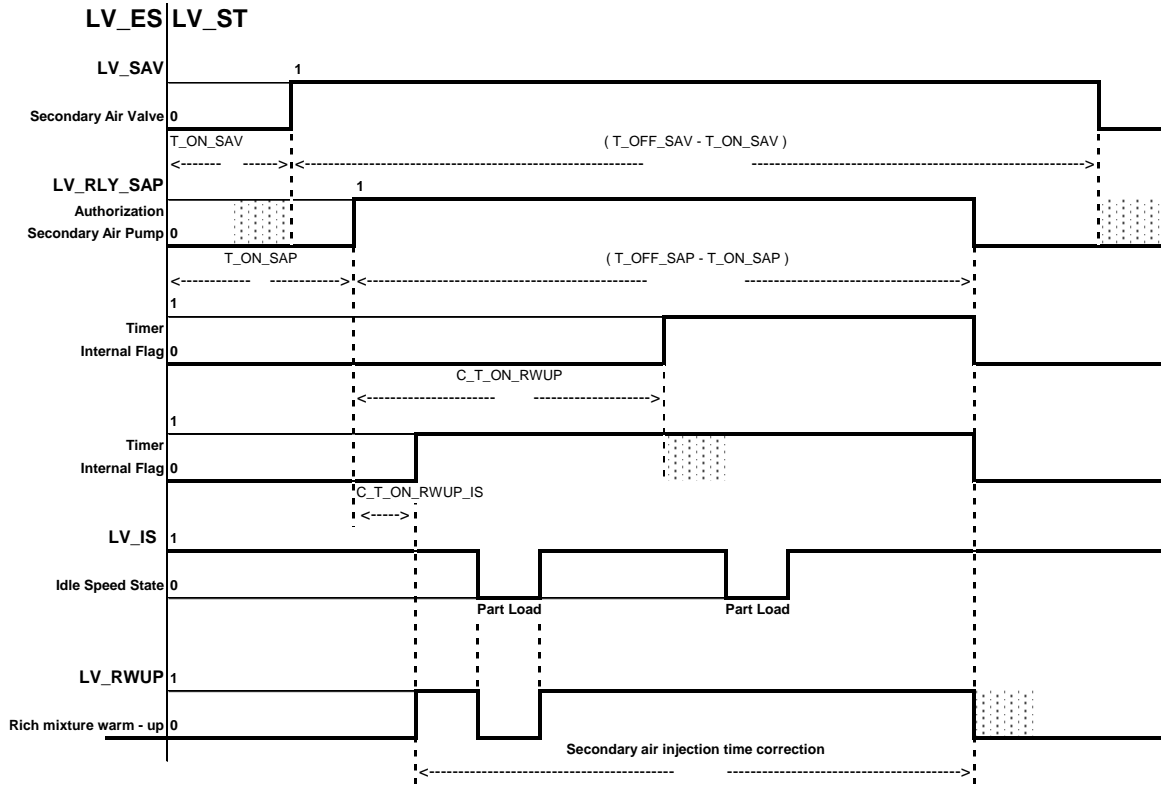 LV_ES LV_ST
LV_SAV 1
Secondary Air Valve 0
T_ON_SAV ( T_OFF_SAV - T_ON_SAV )
<------- ----->
<------------------------------------------- ------------------------------------------->
LV_RLY_SAP 1
Authorization
Secondary Air Pump 0
T_ON_SAP ( T_OFF_SAP - T_ON_SAP )
<------------ ------------>
<------------------------------------------- --------------------------------->
1
Timer
Internal Flag 0
C_T_ON_RWUP
<--------------------- -------------------->
1
Timer
Internal Flag 0
C_T_ON_RWUP_IS
<----->
LV_IS 1
Idle Speed State 0
Part Load Part Load
LV_RWUP 1
Rich mixture warm - up 0
Secondary air injection time correction
<-------------------------------------- ------------------------------------>